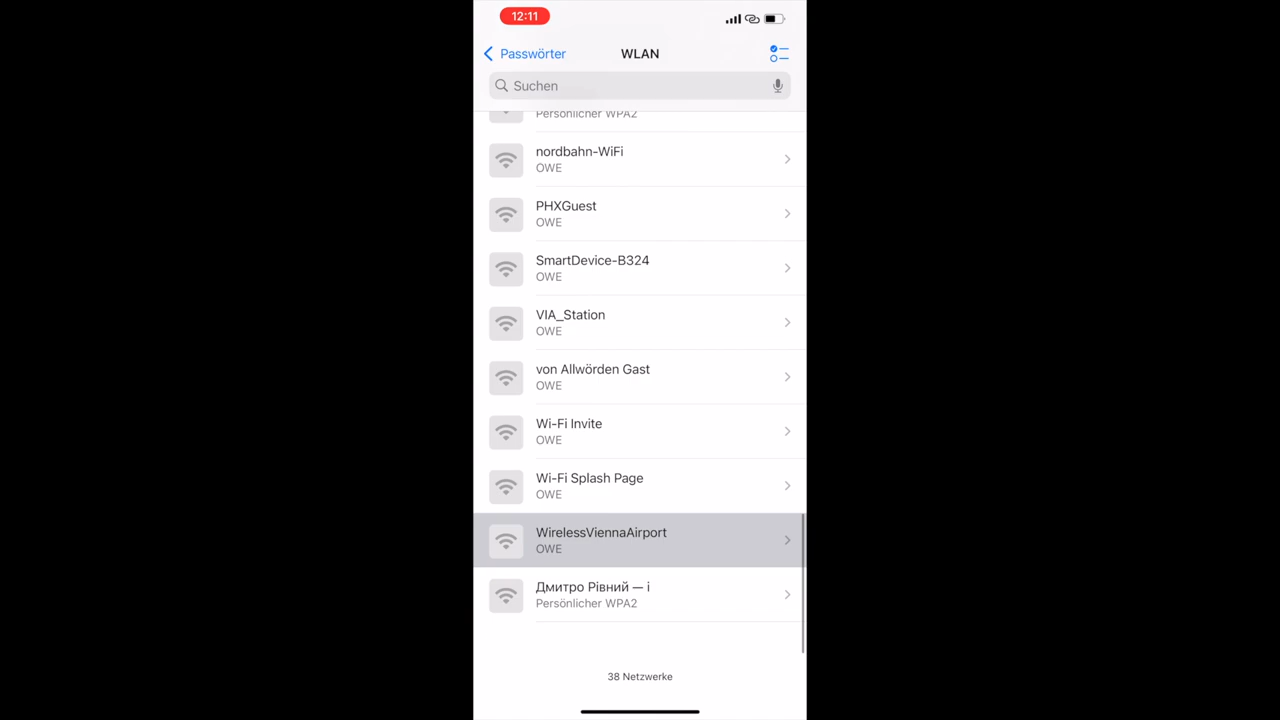 12:11
Passwörter
WLAN
Suchen
Persönlicher WPA2
nordbahn-WiFi
OWE
PHXGuest
OWE
SmartDevice-B324
OWE
VIA_Station
OWE
von Allwörden Gast
OWE
Wi-Fi Invite
OWE
Wi-Fi Splash Page
OWE
WirelessViennaAirport
OWE
Дмитро Рівний — i
Persönlicher WPA2
38 Netzwerke